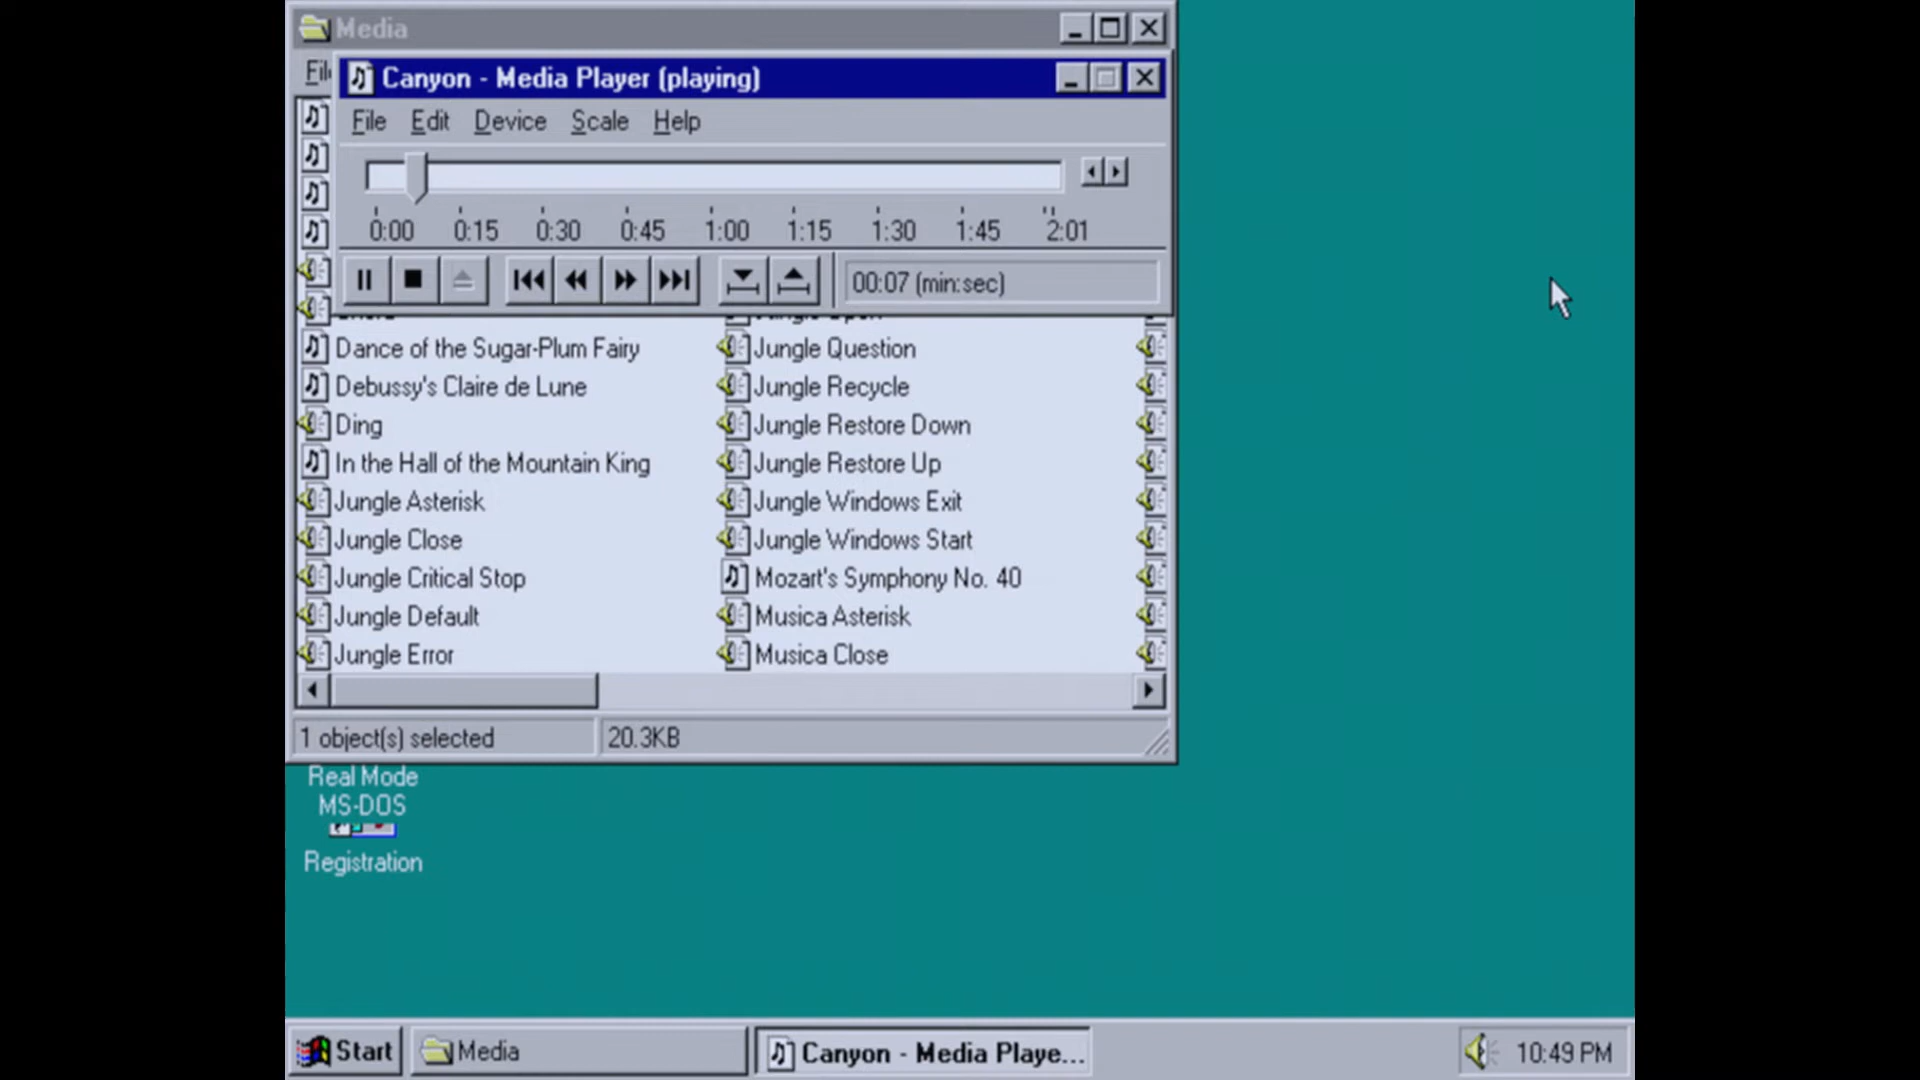 Media
Canyon - Media Player (playing)
File Edit Device Scale Help
0:00 0:15 0:30 0:45 1:00 1:15 1:30 1:45 2:01
00:07 (min:sec)
Dance of the Sugar-Plum Fairy
Debussy's Claire de Lune
Ding
In the Hall of the Mountain King
Jungle Asterisk
Jungle Close
Jungle Critical Stop
Jungle Default
Jungle Error
Jungle Question
Jungle Recycle
Jungle Restore Down
Jungle Restore Up
Jungle Windows Exit
Jungle Windows Start
Mozart's Symphony No. 40
Musica Asterisk
Musica Close
1 object(s) selected
20.3KB
Real Mode
MS-DOS
Registration
Start
Media
Canyon - Media Playe...
10:49 PM